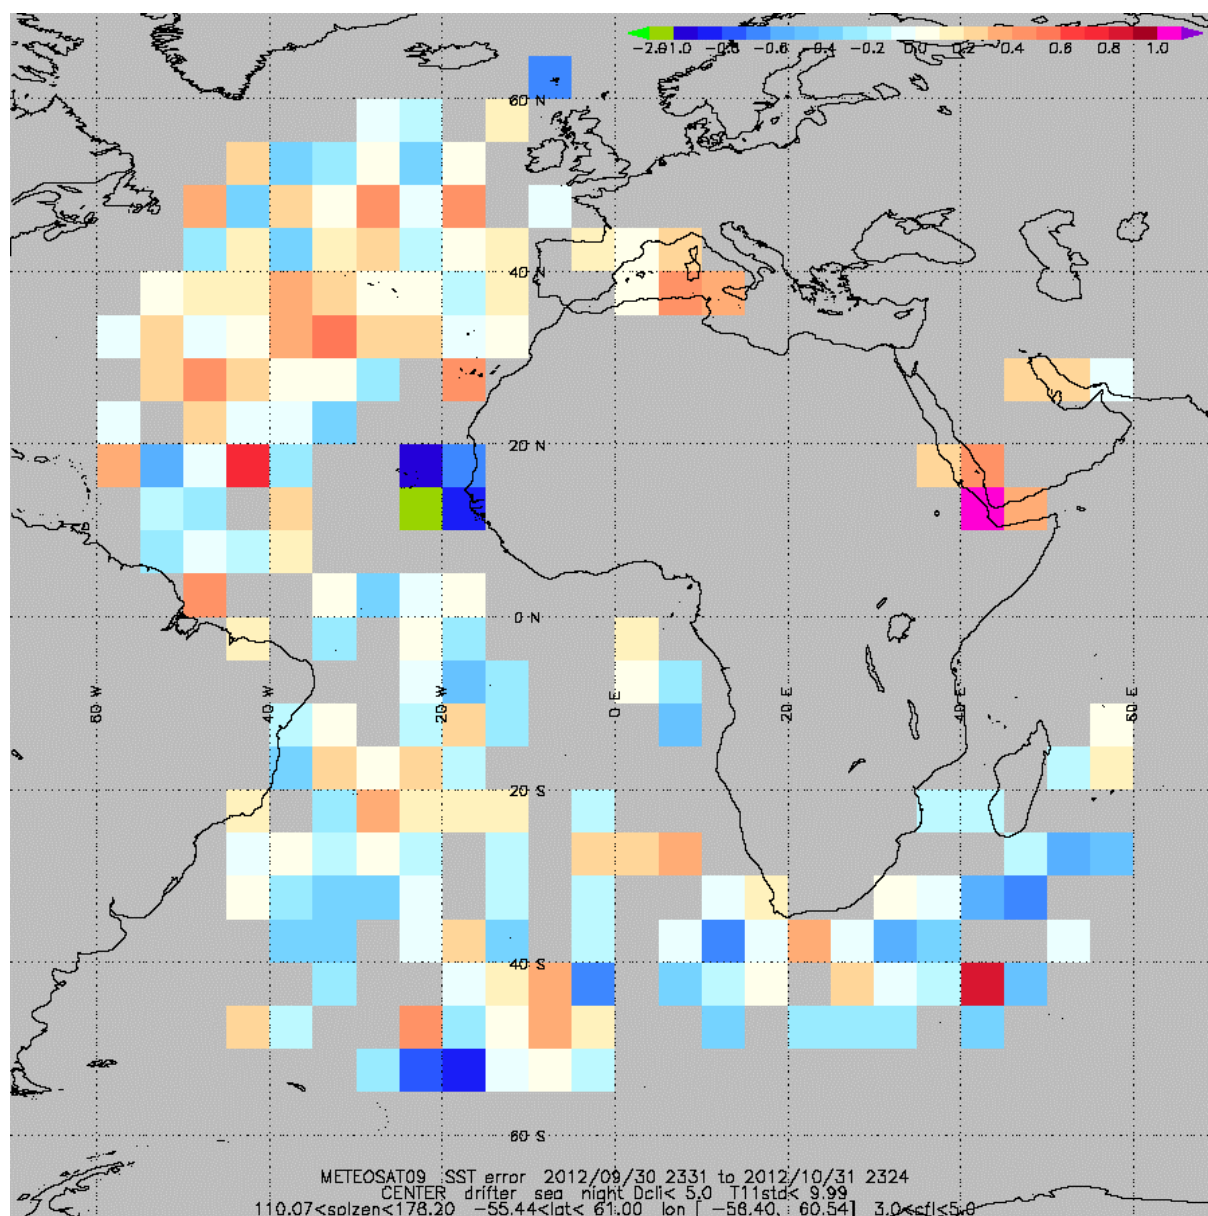 -2.0 -1.0 -0.8 -0.6 -0.4 -0.2 0.0 0.2 0.4 0.6 0.8 1.0
60 N
40 N
20 N
0 N
60 W 40 W 20 W 0 E 20 E 40 E 60 E
20 S
40 S
60 S
METEOSAT09 SST error 2012/09/30 2331 to 2012/10/31 2324
CENTER drifter sea night Dcli< 5.0 T11std< 9.99
110.07<solzen<178.20 -55.44<lat< 61.00 lon [ -58.40, 60.54] 3.0<cfl<5.0